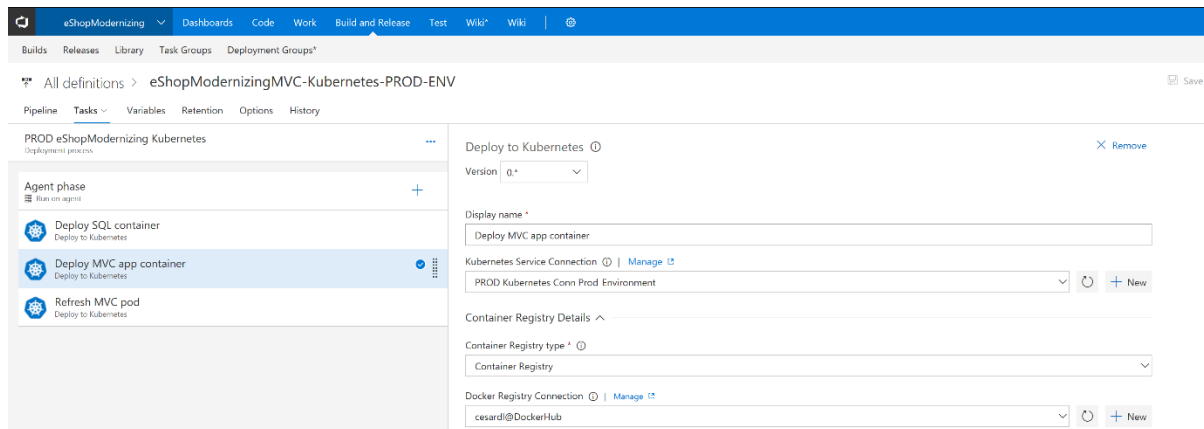 eShopModernizing Dashboards Code Work Build and Release Test Wiki* Wiki
Builds Releases Library Task Groups Deployment Groups*
All definitions > eShopModernizingMVC-Kubernetes-PROD-ENV
Save
Pipeline Tasks Variables Retention Options History
PROD eShopModernizing Kubernetes
Deployment process
...
Agent phase
Run on agent
+
Deploy SQL container
Deploy to Kubernetes
Deploy MVC app container
Deploy to Kubernetes
Refresh MVC pod
Deploy to Kubernetes
Deploy to Kubernetes
Remove
Version 0.*
Display name *
Deploy MVC app container
Kubernetes Service Connection | Manage
PROD Kubernetes Conn Prod Environment
+ New
Container Registry Details
Container Registry type *
Container Registry
Docker Registry Connection | Manage
cesardl@DockerHub
+ New